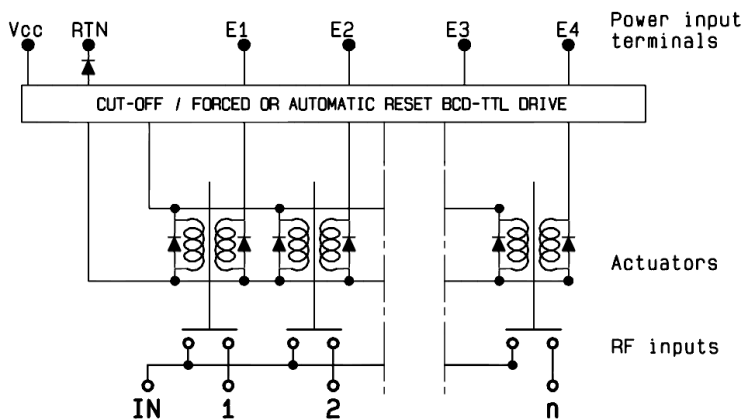 Vcc RTN E1 E2 E3 E4 Power input
terminals
CUT-OFF / FORCED OR AUTOMATIC RESET BCD-TTL DRIVE
Actuators
RF inputs
IN 1 2 n